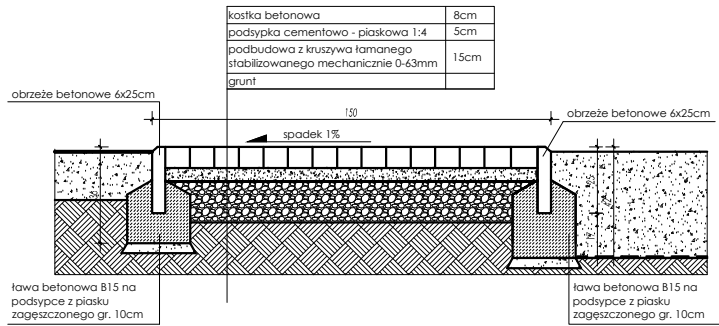 kostka betonowa 8cm
podsypka cementowo - piaskowa 1:4 5cm
podbudowa z kruszywa łamanego
stabilizowanego mechanicznie 0-63mm 15cm
grunt
obrzeże betonowe 6x25cm
150
obrzeże betonowe 6x25cm
spadek 1%
ława betonowa B15 na
podsypce z piasku
zagęszczonego gr. 10cm
ława betonowa B15 na
podsypce z piasku
zagęszczonego gr. 10cm